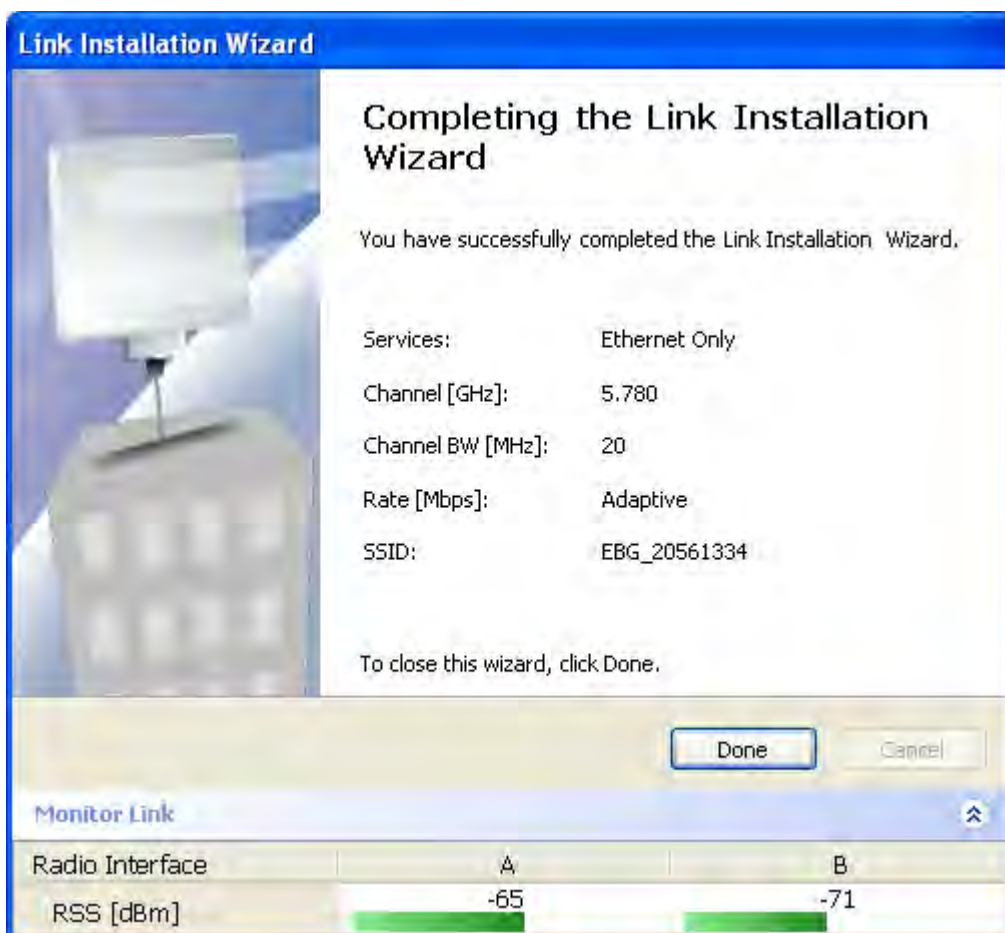 Link Installation Wizard
Completing the Link Installation
Wizard
You have successfully completed the Link Installation Wizard.
Services: Ethernet Only
Channel [GHz]: 5.780
Channel BW [MHz]: 20
Rate [Mbps]: Adaptive
SSID: EBG_20561334
To close this wizard, click Done.
Done Cancel
Monitor Link
Radio Interface A B
RSS [dBm] -65 -71